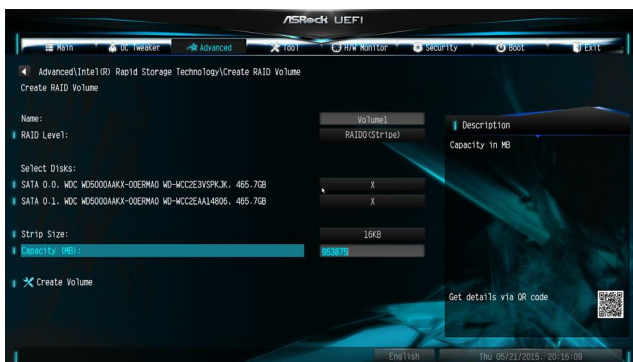 ASRock UEFI
Main OC Tweaker Advanced Tool H/W Monitor Security Boot Exit
Advanced\Intel(R) Rapid Storage Technology\Create RAID Volume
Create RAID Volume
Name: Volume1
RAID Level: RAID0(Stripe)
Description
Capacity in MB
Select Disks:
SATA 0.0. WDC WD5000AAKX-00ERMA0 WD-WCC2E3VSPKJK. 465.7GB X
SATA 0.1. WDC WD5000AAKX-00ERMA0 WD-WCC2EAA14806. 465.7GB X
Strip Size: 16KB
Capacity (MB): 953875
Create Volume
Get details via QR code
English Thu 05/21/2015. 20:16:09